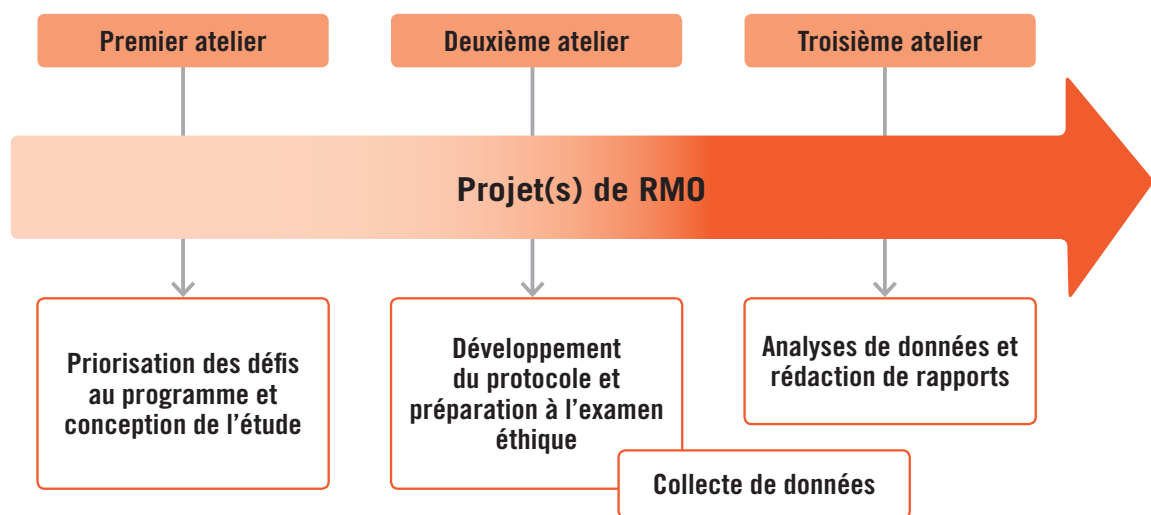 Premier atelier
Deuxième atelier
Troisième atelier
Projet(s) de RMO
Priorisation des défis
au programme et
conception de l'étude
Développement
du protocole et
préparation à l'examen
éthique
Analyses de données et
rédaction de rapports
Collecte de données